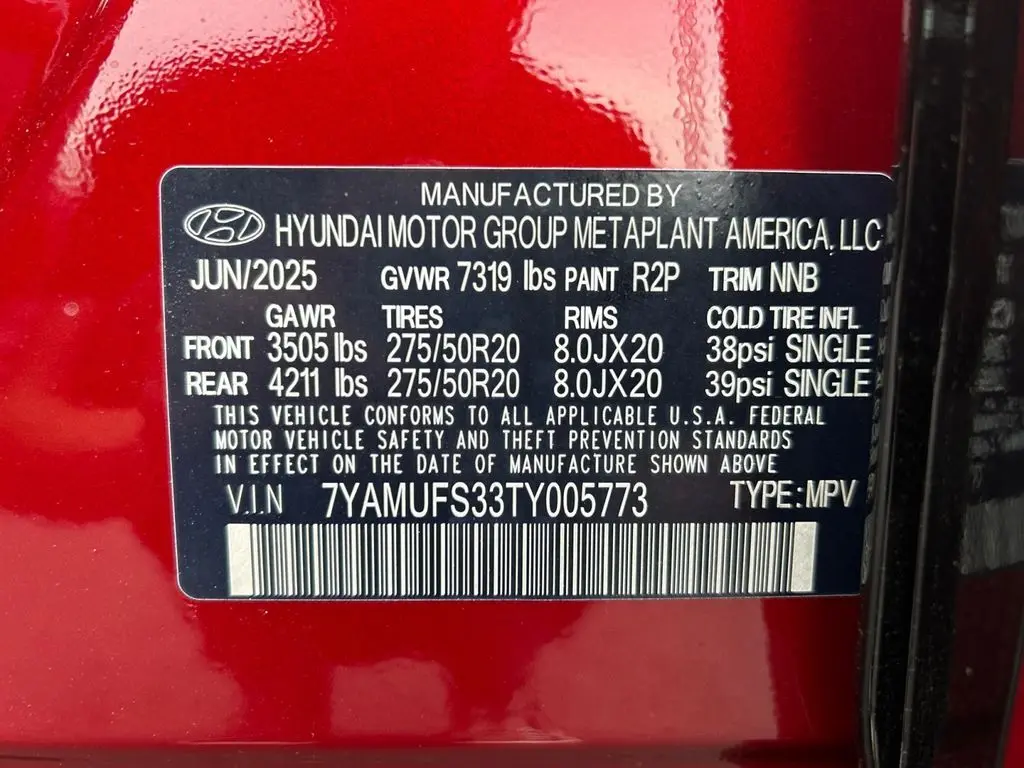 MANUFACTURED BY
HYUNDAI MOTOR GROUP METAPLANT AMERICA, LLC
JUN/2025 GVWR 7319 lbs PAINT R2P TRIM NNB
GAWR TIRES RIMS COLD TIRE INFL
FRONT 3505 lbs 275/50R20 8.0JX20 38psi SINGLE
REAR 4211 lbs 275/50R20 8.0JX20 39psi SINGLE
THIS VEHICLE CONFORMS TO ALL APPLICABLE U.S.A. FEDERAL
MOTOR VEHICLE SAFETY AND THEFT PREVENTION STANDARDS
IN EFFECT ON THE DATE OF MANUFACTURE SHOWN ABOVE
V.I.N 7YAMUFS33TY005773 TYPE:MPV